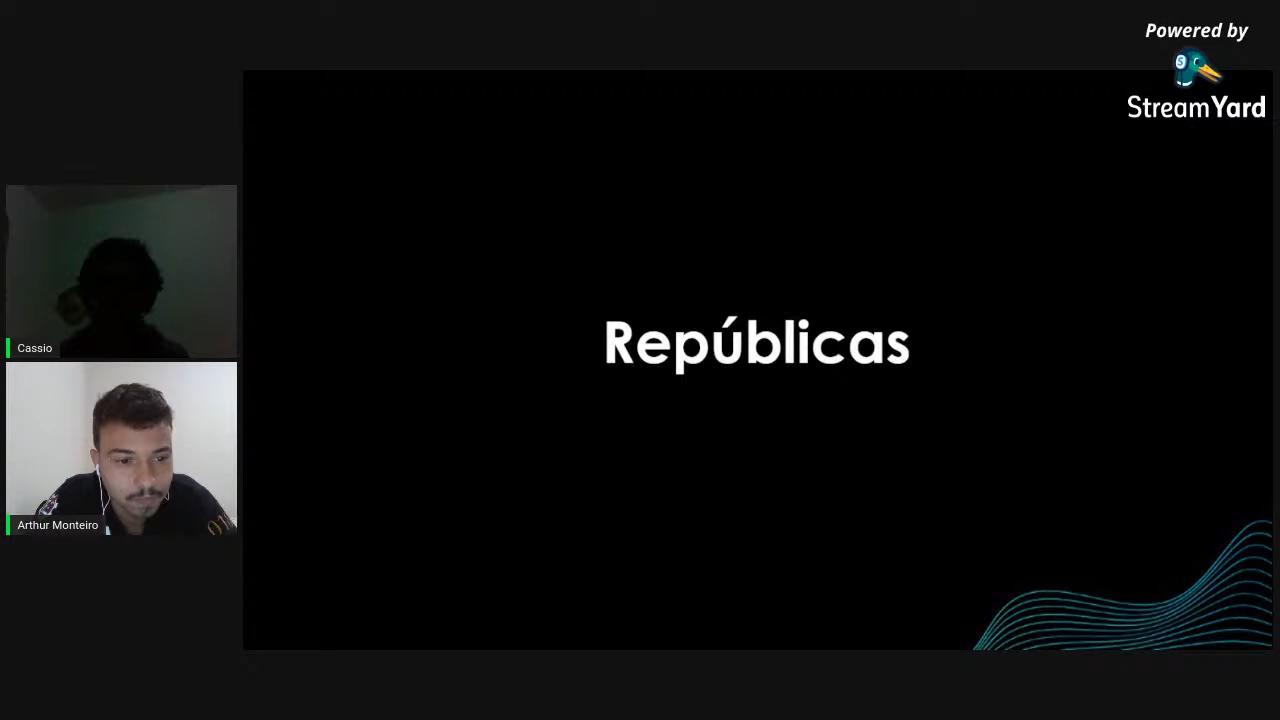 Powered by
StreamYard
Repúblicas
Cassio
Arthur Monteiro